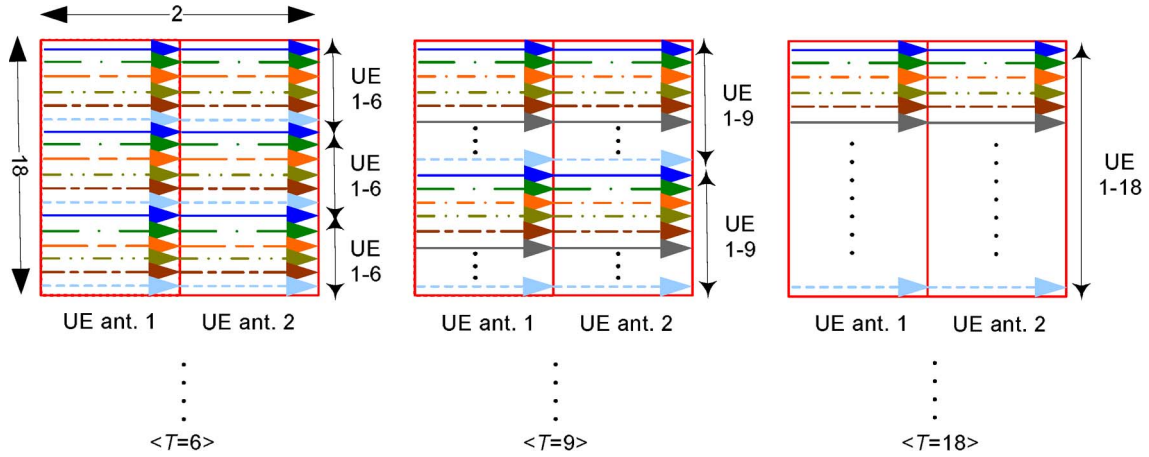 2
18
UE
1-6
UE
1-6
UE
1-6
UE ant. 1 UE ant. 2
<T=6>
UE
1-9
UE
1-9
UE ant. 1 UE ant. 2
<T=9>
UE
1-18
UE ant. 1 UE ant. 2
<T=18>